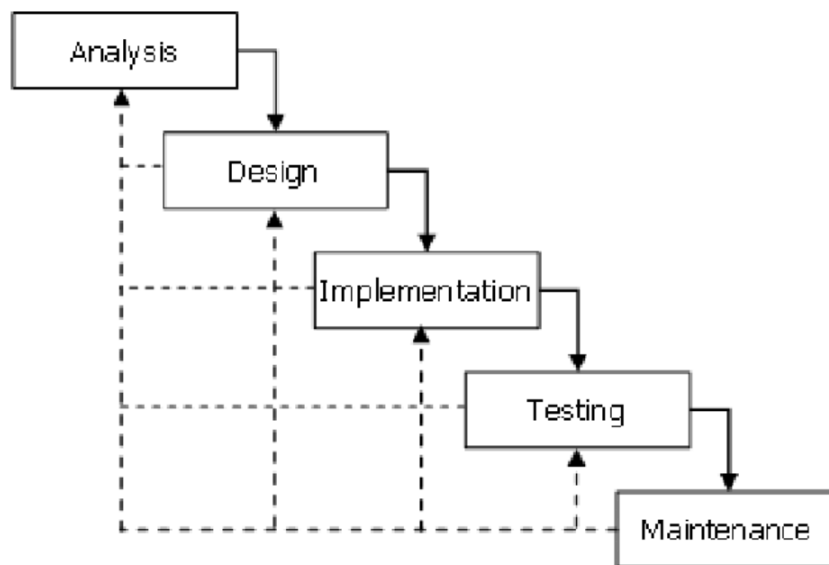 Analysis
Design
Implementation
Testing
Maintenance